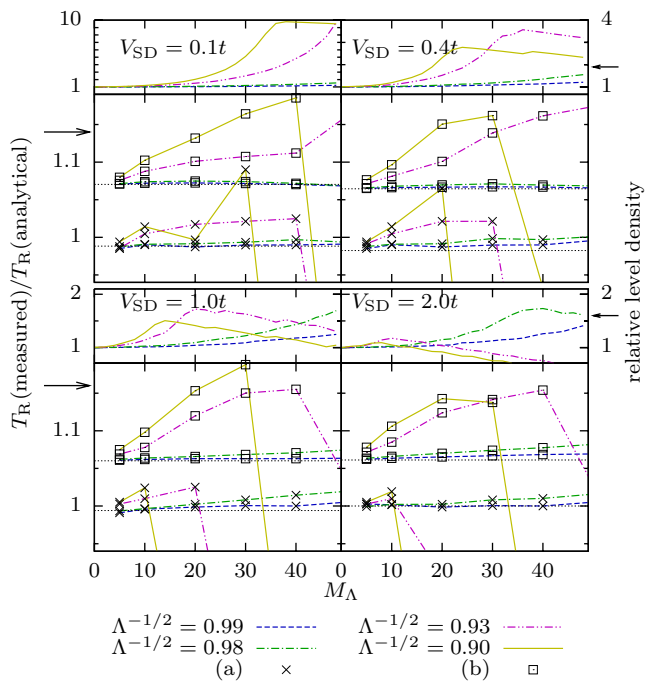 10
1
V_SD = 0.1t
V_SD = 0.4t
4
1
1.1
1
T_R(measured)/T_R(analytical)
relative level density
2
1
V_SD = 1.0t
V_SD = 2.0t
2
1
1.1
1
0 10 20 30 40 0 10 20 30 40
M_Λ
Λ^{−1/2} = 0.99
Λ^{−1/2} = 0.93
Λ^{−1/2} = 0.98
Λ^{−1/2} = 0.90
(a)
(b)